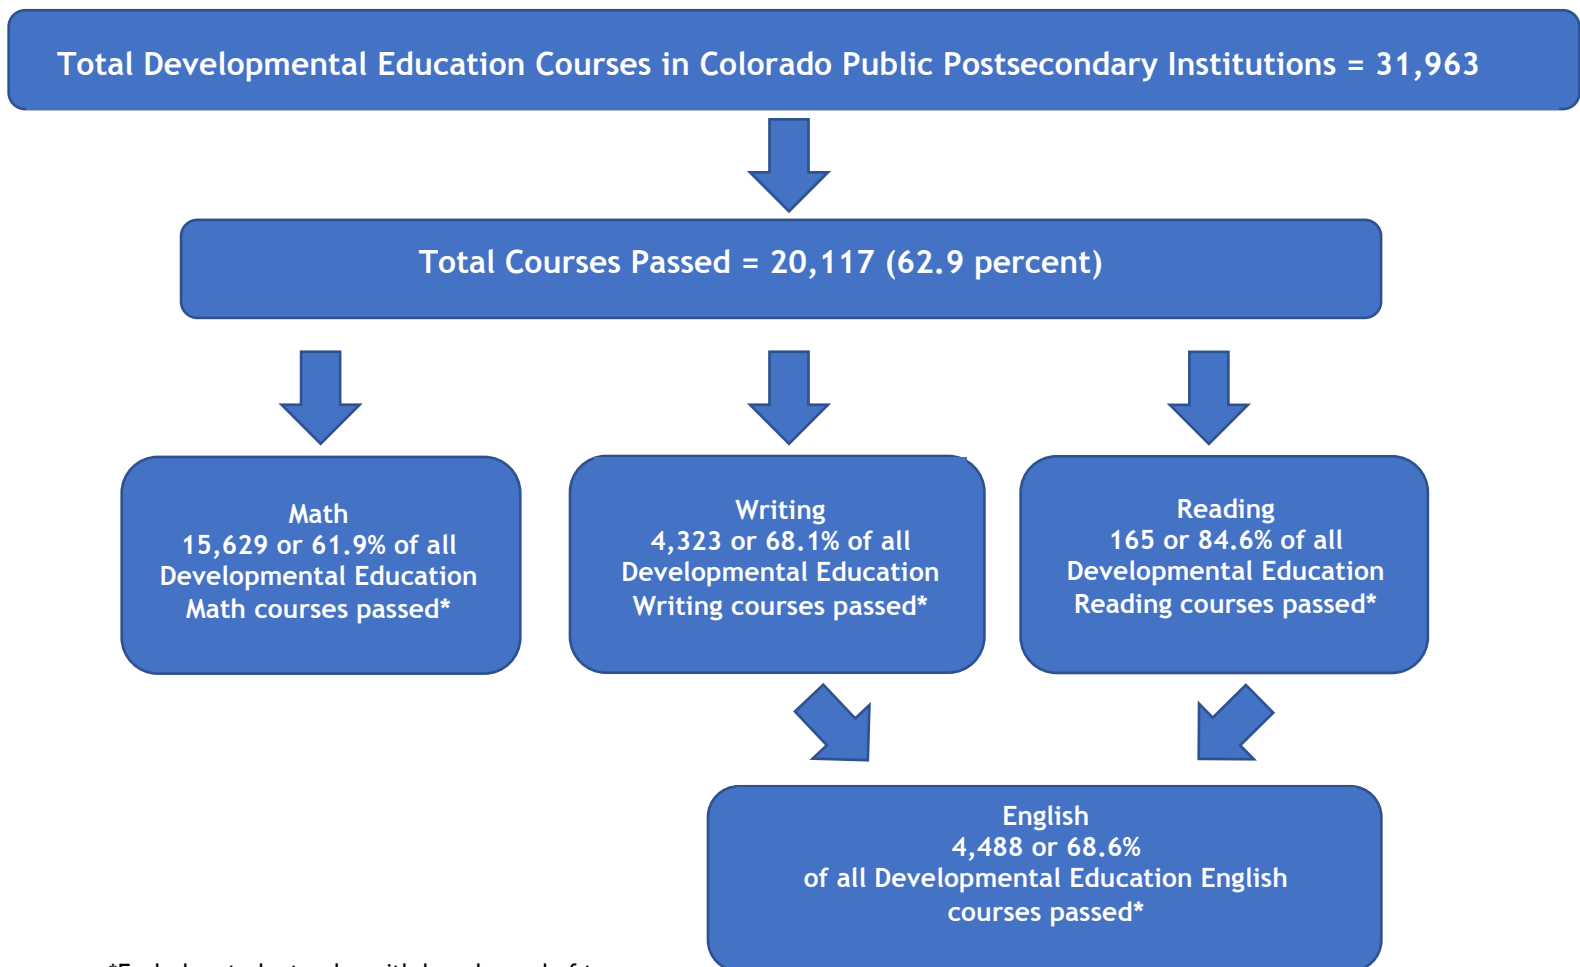 Total Developmental Education Courses in Colorado Public Postsecondary Institutions = 31,963
Total Courses Passed = 20,117 (62.9 percent)
Math
15,629 or 61.9% of all
Developmental Education
Math courses passed*
Writing
4,323 or 68.1% of all
Developmental Education
Writing courses passed*
Reading
165 or 84.6% of all
Developmental Education
Reading courses passed*
English
4,488 or 68.6%
of all Developmental Education English
courses passed*